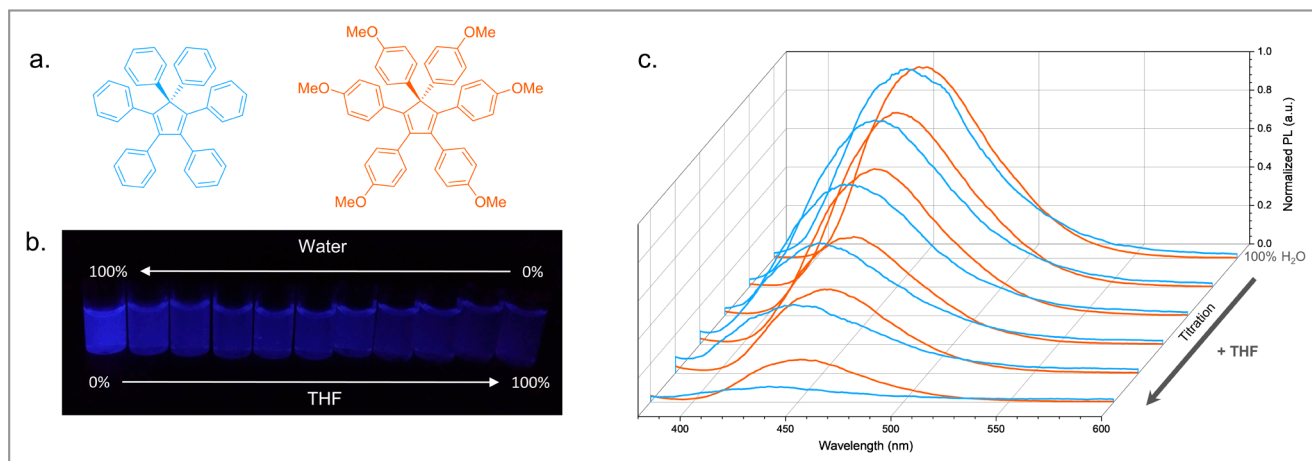 a.
MeO
OMe
MeO
OMe
MeO
OMe
b.
Water
100%
0%
0%
100%
THF
c.
1.0
0.8
0.6
0.4
0.2
0.0
Normalized PL (a.u.)
100% H₂O
Titration
+ THF
400
450
500
550
600
Wavelength (nm)